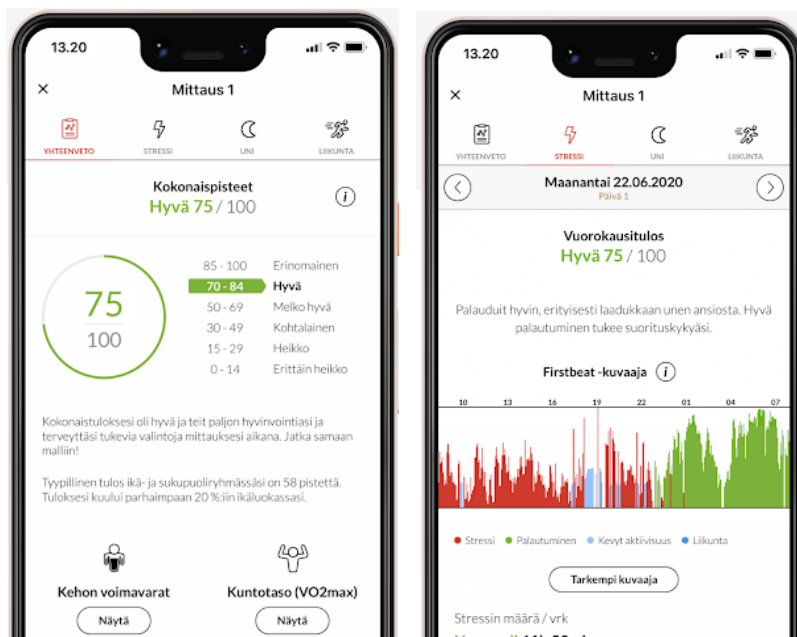 13.20
Mittaus 1
YHTEENVETO
STRESSI
UNI
LIIKUNTA
Kokonaispisteet
Hyvä 75 / 100
75
100
85 - 100 Erinomainen
70 - 84 Hyvä
50 - 69 Melko hyvä
30 - 49 Kohtalainen
15 - 29 Heikko
0 - 14 Erittäin heikko
Kokonaistuloksesi oli hyvä ja teit paljon hyvinvointiasi ja
terveyttäsi tukevia valintoja mittauksesi aikana. Jatka samaan
malliin!
Tyypillinen tulos ikä- ja sukupuoliryhmässäsi on 58 pistettä.
Tuloksesi kuului parhaimpaan 20 %:iin ikäluokassasi.
Kehon voimavarat
Näytä
Kuntotaso (VO2max)
Näytä
13.20
Mittaus 1
YHTEENVETO
STRESSI
UNI
LIIKUNTA
Maanantai 22.06.2020
Päivä 1
Vuorokausitulos
Hyvä 75 / 100
Palauduit hyvin, erityisesti laadukkaan unen ansiosta. Hyvä
palautuminen tukee suorituskykyäsi.
Firstbeat -kuvaaja i
10 13 16 19 22 01 04 07
Stressi Palautuminen Kevyt aktiivisuus Liikunta
Tarkempi kuvaaja
Stressin määrä / vrk